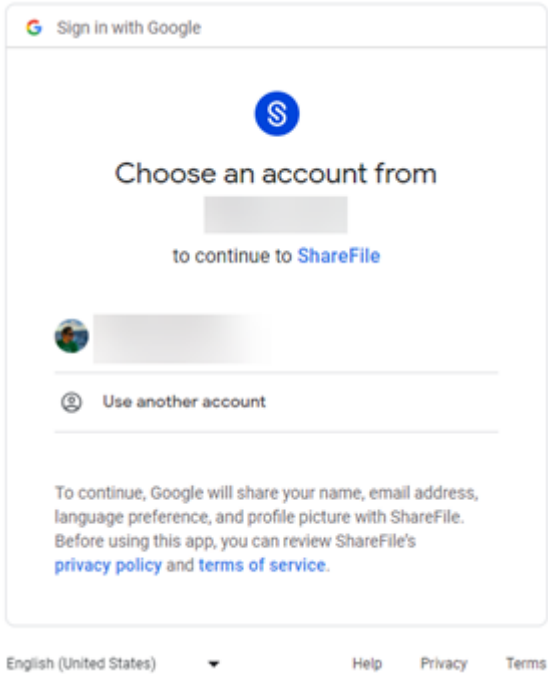 Sign in with Google
Choose an account from
to continue to ShareFile
Use another account
To continue, Google will share your name, email address,
language preference, and profile picture with ShareFile.
Before using this app, you can review ShareFile's
privacy policy and terms of service.
English (United States)
Help Privacy Terms